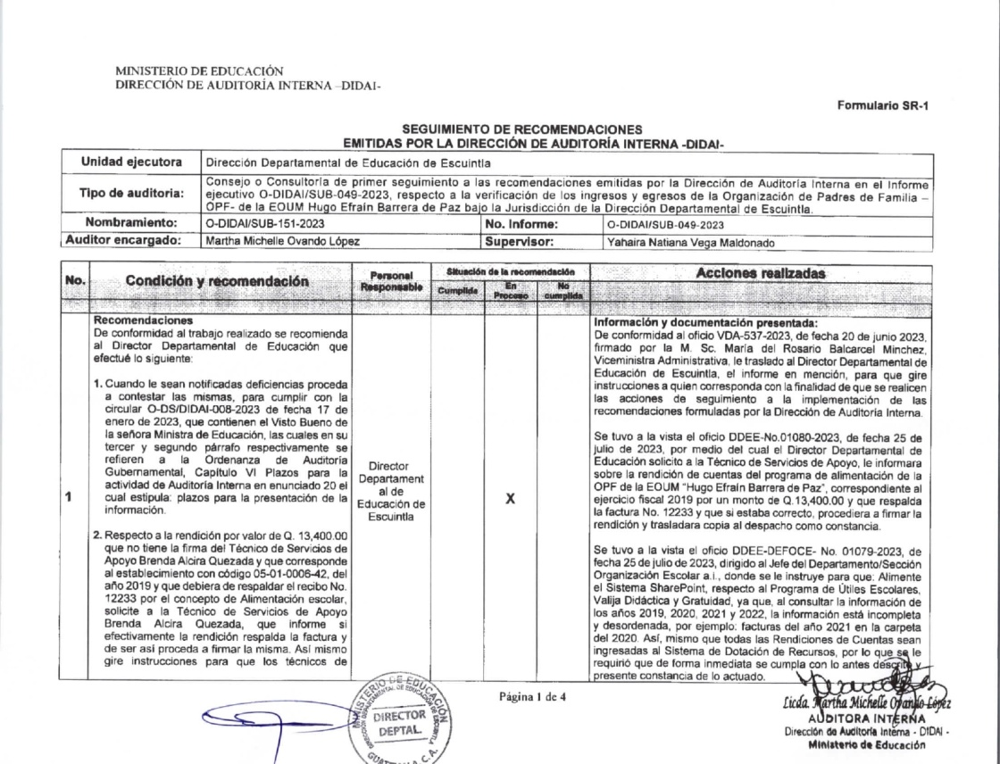 MINISTERIO DE EDUCACIÓN
DIRECCIÓN DE AUDITORÍA INTERNA –DIDAI-
Formulario SR-1
SEGUIMIENTO DE RECOMENDACIONES
EMITIDAS POR LA DIRECCIÓN DE AUDITORÍA INTERNA -DIDAI-
Unidad ejecutora
Dirección Departamental de Educación de Escuintla
Tipo de auditoria:
Consejo o Consultoría de primer seguimiento a las recomendaciones emitidas por la Dirección de Auditoría Interna en el Informe
ejecutivo O-DIDAI/SUB-049-2023, respecto a la verificación de los ingresos y egresos de la Organización de Padres de Familia –
OPF- de la EOUM Hugo Efraín Barrera de Paz bajo la Jurisdicción de la Dirección Departamental de Escuintla.
Nombramiento:
O-DIDAI/SUB-151-2023
No. Informe:
O-DIDAI/SUB-049-2023
Auditor encargado:
Martha Michelle Ovando López
Supervisor:
Yahaira Natiana Vega Maldonado
No.
Condición y recomendación
Personal
Responsable
Situación de la recomendación
Cumplida
En
Proceso
No
cumplida
Acciones realizadas
1
Recomendaciones
De conformidad al trabajo realizado se recomienda
al Director Departamental de Educación que
efectué lo siguiente:
1. Cuando le sean notificadas deficiencias proceda
a contestar las mismas, para cumplir con la
circular O-DS/DIDAI-008-2023 de fecha 17 de
enero de 2023, que contienen el Visto Bueno de
la señora Ministra de Educación, las cuales en su
tercer y segundo párrafo respectivamente se
refieren a la Ordenanza de Auditoria
Gubernamental, Capítulo VI Plazos para la
actividad de Auditoría Interna en enunciado 20 el
cual estipula: plazos para la presentación de la
información.
2. Respecto a la rendición por valor de Q. 13,400.00
que no tiene la firma del Técnico de Servicios de
Apoyo Brenda Alcira Quezada y que corresponde
al establecimiento con código 05-01-0006-42, del
año 2019 y que debiera de respaldar el recibo No.
12233 por el concepto de Alimentación escolar,
solicite a la Técnico de Servicios de Apoyo
Brenda Alcira Quezada, que informe si
efectivamente la rendición respalda la factura y
de ser así proceda a firmar la misma. Así mismo
gire instrucciones para que los técnicos de
Director
Departament
al de
Educación de
Escuintla
X
Información y documentación presentada:
De conformidad al oficio VDA-537-2023, de fecha 20 de junio 2023,
firmado por la M. Sc. María del Rosario Balcarcel Minchez,
Viceministra Administrativa, le traslado al Director Departamental de
Educación de Escuintla, el informe en mención, para que gire
instrucciones a quien corresponda con la finalidad de que se realicen
las acciones de seguimiento a la implementación de las
recomendaciones formuladas por la Dirección de Auditoría Interna.
Se tuvo a la vista el oficio DDEE-No.01080-2023, de fecha 25 de
julio de 2023, por medio del cual el Director Departamental de
Educación solicito a la Técnico de Servicios de Apoyo, le informara
sobre la rendición de cuentas del programa de alimentación de la
OPF de la EOUM "Hugo Efraín Barrera de Paz", correspondiente al
ejercicio fiscal 2019 por un monto de Q.13,400.00 y que respalda
la factura No. 12233 y que si estaba correcto, procediera a firmar la
rendición y trasladara copia al despacho como constancia.
Se tuvo a la vista el oficio DDEE-DEFOCE- No. 01079-2023, de
fecha 25 de julio de 2023, dirigido al Jefe del Departamento/Sección
Organización Escolar a.i., donde se le instruye para que: Alimente
el Sistema SharePoint, respecto al Programa de Útiles Escolares,
Valija Didáctica y Gratuidad, ya que, al consultar la información de
los años 2019, 2020, 2021 y 2022, la información está incompleta
y desordenada, por ejemplo: facturas del año 2021 en la carpeta
del 2020. Así, mismo que todas las Rendiciones de Cuentas sean
ingresadas al Sistema de Dotación de Recursos, por lo que se le
requirió que de forma inmediata se cumpla con lo antes descrito y
presente constancia de lo actuado.
Página 1 de 4
MINISTERIO DE EDUCACIÓN
DIRECCIÓN DEPARTAMENTAL DE EDUCACIÓN DE ESCUINTLA
DIRECTOR
DEPTAL.
GUATEMALA, C.A.
Licda. Martha Michelle Ovando López
AUDITORA INTERNA
Dirección de Auditoría Interna - DIDAI -
Ministerio de Educación